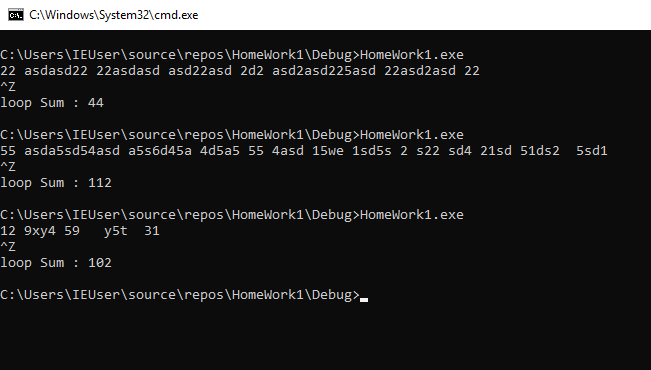 C:\Windows\System32\cmd.exe
C:\Users\IEUser\source\repos\HomeWork1\Debug>HomeWork1.exe
22 asdasd22 22asdasd asd22asd 2d2 asd2asd225asd 22asd2asd 22
^Z
loop Sum : 44
C:\Users\IEUser\source\repos\HomeWork1\Debug>HomeWork1.exe
55 asda5sd54asd a5s6d45a 4d5a5 55 4asd 15we 1sd5s 2 s22 sd4 21sd 51ds2  5sd1
^Z
loop Sum : 112
C:\Users\IEUser\source\repos\HomeWork1\Debug>HomeWork1.exe
12 9xy4 59   y5t  31
^Z
loop Sum : 102
C:\Users\IEUser\source\repos\HomeWork1\Debug>